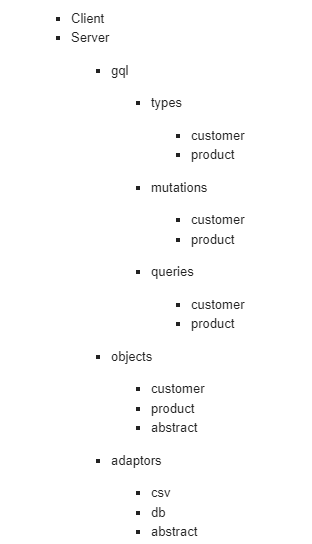 Client
Server
gql
types
customer
product
mutations
customer
product
queries
customer
product
objects
customer
product
abstract
adaptors
csv
db
abstract